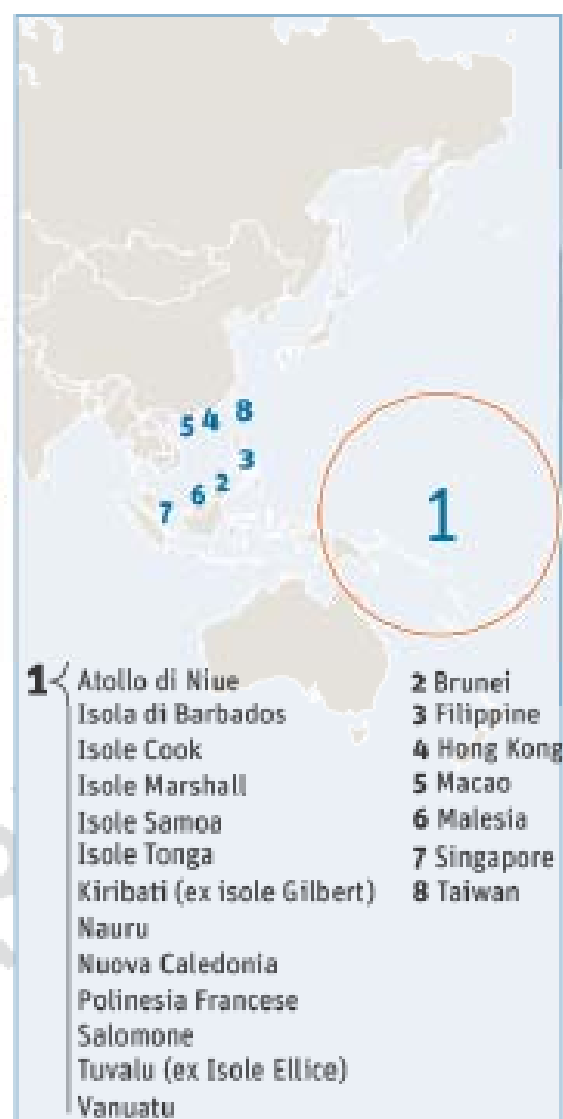 5 4 8
3
6 2
7
1
1 Atollo di Niue
Isola di Barbados
Isole Cook
Isole Marshall
Isole Samoa
Isole Tonga
Kiribati (ex isole Gilbert)
Nauru
Nuova Caledonia
Polinesia Francese
Salomone
Tuvalu (ex Isole Ellice)
Vanuatu
2 Brunei
3 Filippine
4 Hong Kong
5 Macao
6 Malesia
7 Singapore
8 Taiwan